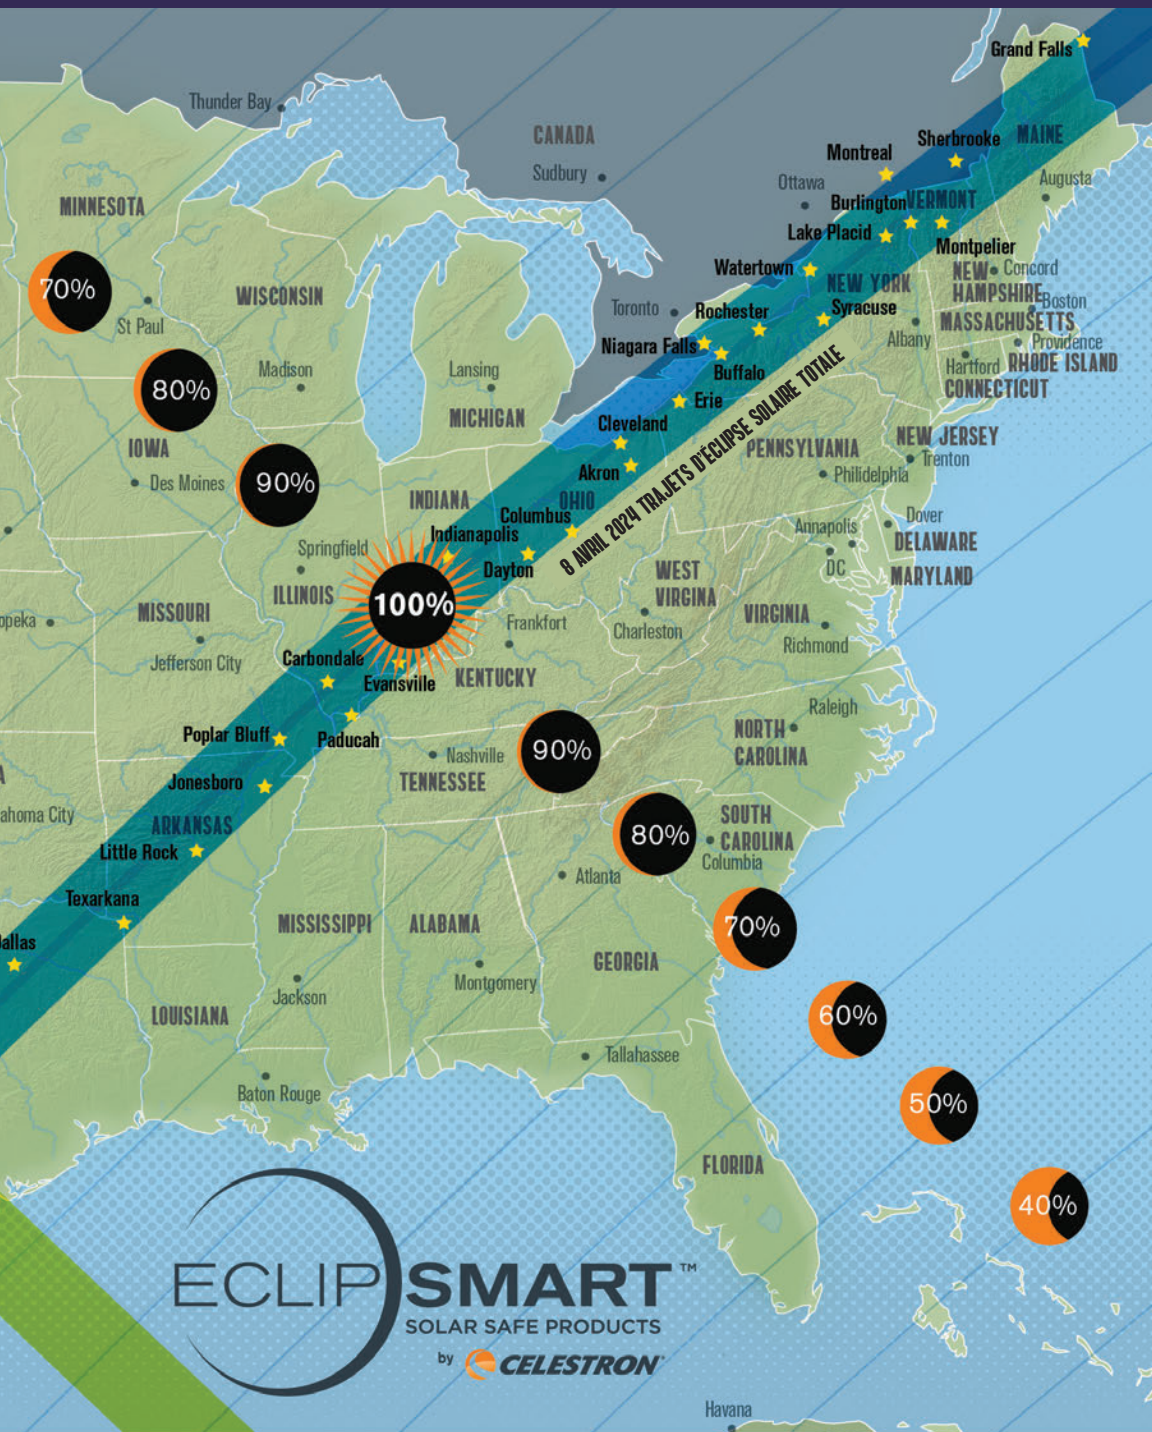 Grand Falls
Thunder Bay
CANADA
Sudbury
Sherbrooke
MAINE
Montreal
Ottawa
Augusta
MINNESOTA
Burlington
VERMONT
Lake Placid
Montpelier
Watertown
NEW
HAMPSHIRE
Concord
70%
WISCONSIN
NEW YORK
Boston
St Paul
Toronto
Rochester
Syracuse
MASSACHUSETTS
Niagara Falls
Albany
Providence
Madison
Lansing
Buffalo
Hartford
RHODE ISLAND
CONNECTICUT
80%
Erie
MICHIGAN
Cleveland
IOWA
PENNSYLVANIA
NEW JERSEY
Trenton
Akron
Philidelphia
Des Moines
90%
INDIANA
OHIO
8 AVRIL 2024 TRAJETS D'ÉCLIPSE SOLAIRE TOTALE
Columbus
Dover
Annapolis
Indianapolis
DELAWARE
Springfield
Dayton
DC
MARYLAND
WEST
VIRGINA
ILLINOIS
100%
MISSOURI
VIRGINIA
opeka
Frankfort
Charleston
Richmond
Jefferson City
Carbondale
Evansville
KENTUCKY
Raleigh
Poplar Bluff
Paducah
NORTH
CAROLINA
Nashville
90%
A
TENNESSEE
Jonesboro
ahoma City
ARKANSAS
SOUTH
CAROLINA
80%
Little Rock
Columbia
Atlanta
Texarkana
MISSISSIPPI
ALABAMA
70%
allas
GEORGIA
Montgomery
Jackson
LOUISIANA
60%
Tallahassee
Baton Rouge
50%
FLORIDA
40%
ECLIPSMART™
SOLAR SAFE PRODUCTS
by CELESTRON®
Havana